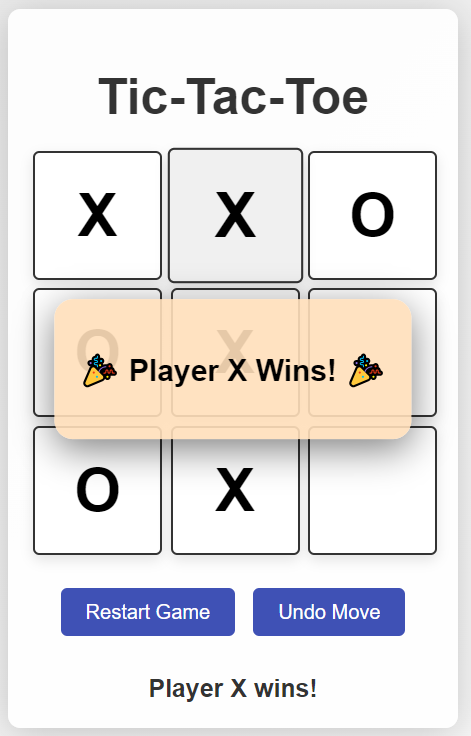 Tic-Tac-Toe
X X O
O X
🎉 Player X Wins! 🎉
O X
Restart Game Undo Move
Player X wins!